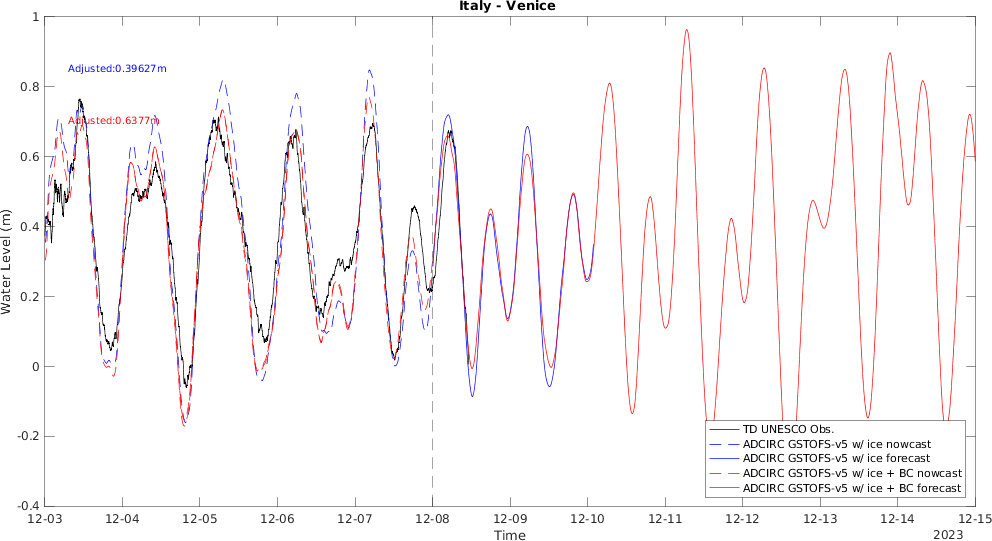 Italy - Venice
Water Level (m)
1
0.8
0.6
0.4
0.2
0
-0.2
-0.4
Adjusted:0.39627m
Adjusted:0.6377m
TD UNESCO Obs.
ADCIRC GSTOFS-v5 w/ ice nowcast
ADCIRC GSTOFS-v5 w/ ice forecast
ADCIRC GSTOFS-v5 w/ ice + BC nowcast
ADCIRC GSTOFS-v5 w/ ice + BC forecast
12-03 12-04 12-05 12-06 12-07 12-08 12-09 12-10 12-11 12-12 12-13 12-14 12-15
Time
2023